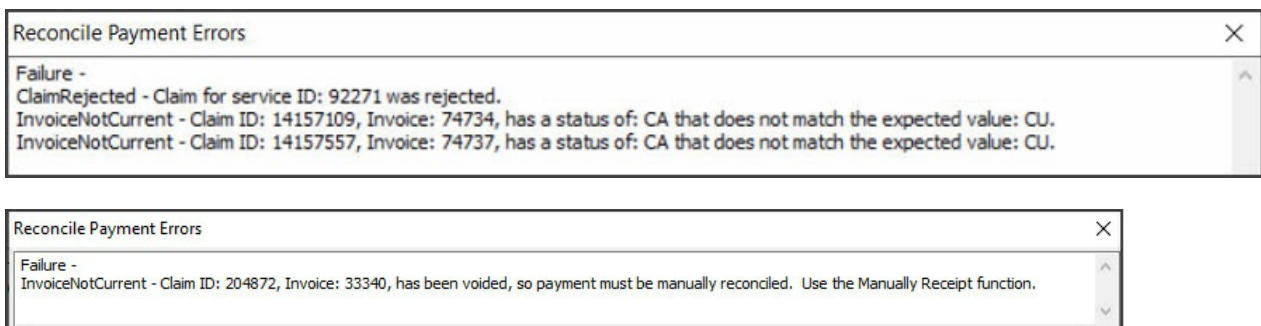 Reconcile Payment Errors
Failure -
ClaimRejected - Claim for service ID: 92271 was rejected.
InvoiceNotCurrent - Claim ID: 14157109, Invoice: 74734, has a status of: CA that does not match the expected value: CU.
InvoiceNotCurrent - Claim ID: 14157557, Invoice: 74737, has a status of: CA that does not match the expected value: CU.
Reconcile Payment Errors
Failure -
InvoiceNotCurrent - Claim ID: 204872, Invoice: 33340, has been voided, so payment must be manually reconciled. Use the Manually Receipt function.